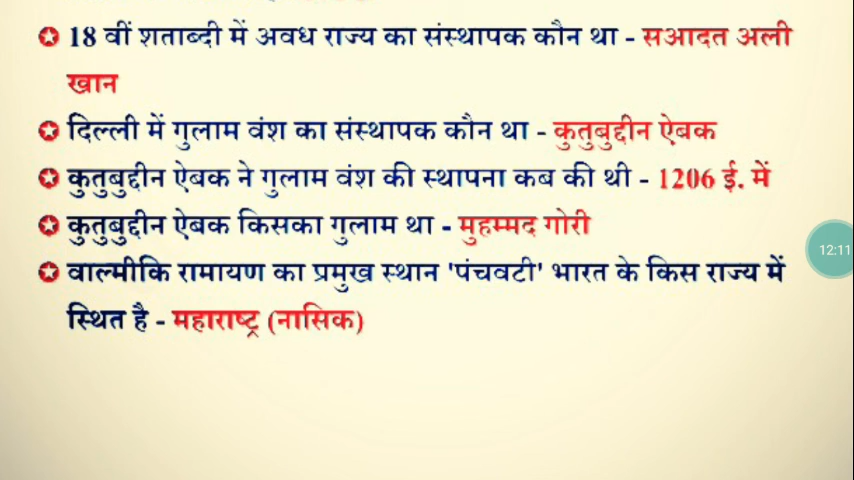 18 वीं शताब्दी में अवध राज्य का संस्थापक कौन था - सआदत अली
खान
दिल्ली में गुलाम वंश का संस्थापक कौन था - कुतुबुद्दीन ऐबक
कुतुबुद्दीन ऐबक ने गुलाम वंश की स्थापना कब की थी - 1206 ई. में
कुतुबुद्दीन ऐबक किसका गुलाम था - मुहम्मद गोरी
वाल्मीकि रामायण का प्रमुख स्थान 'पंचवटी' भारत के किस राज्य में
स्थित है - महाराष्ट्र (नासिक)
12:11